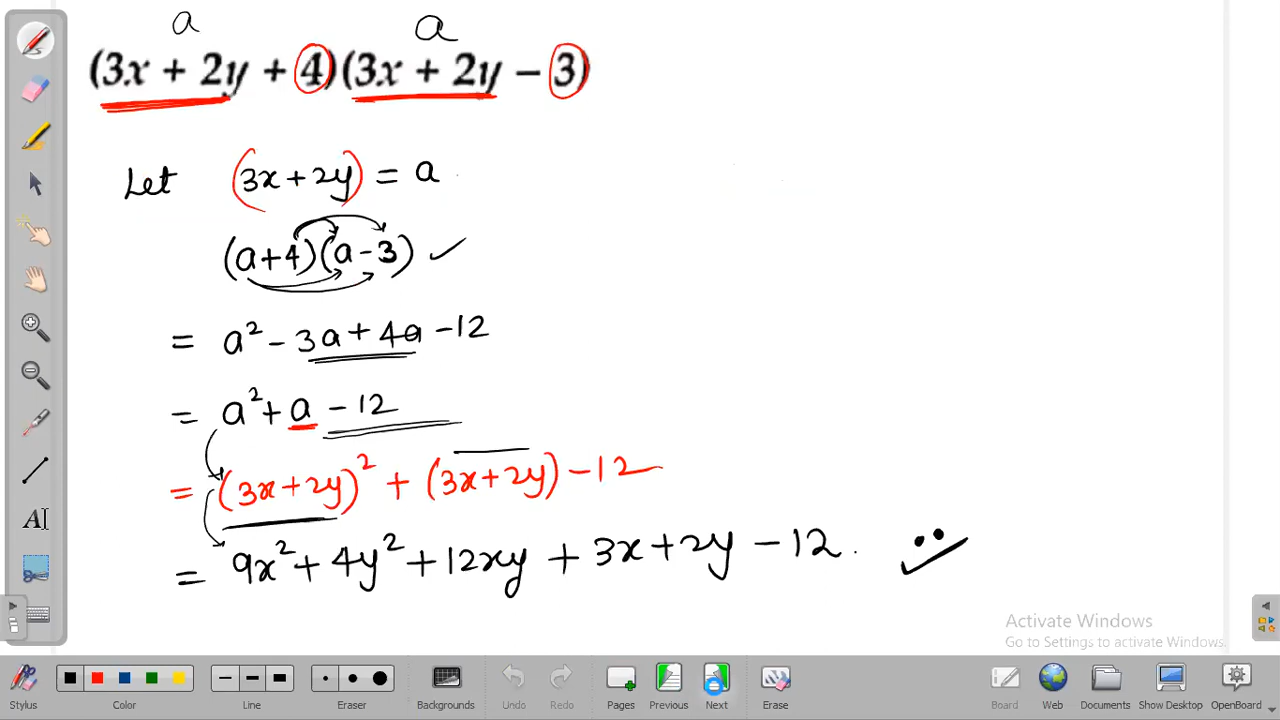 a a
(3x + 2y + 4)(3x + 2y − 3)
Let (3x+2y) = a
(a+4)(a-3) ✓
= a² - 3a + 4a - 12
= a² + a - 12
= (3x+2y)² + (3x+2y) - 12
= 9x² + 4y² + 12xy + 3x + 2y - 12.
Activate Windows
Go to Settings to activate Windows.
Stylus Color Line Eraser Backgrounds Undo Redo Pages Previous Next Erase Board Web Documents Show Desktop OpenBoard